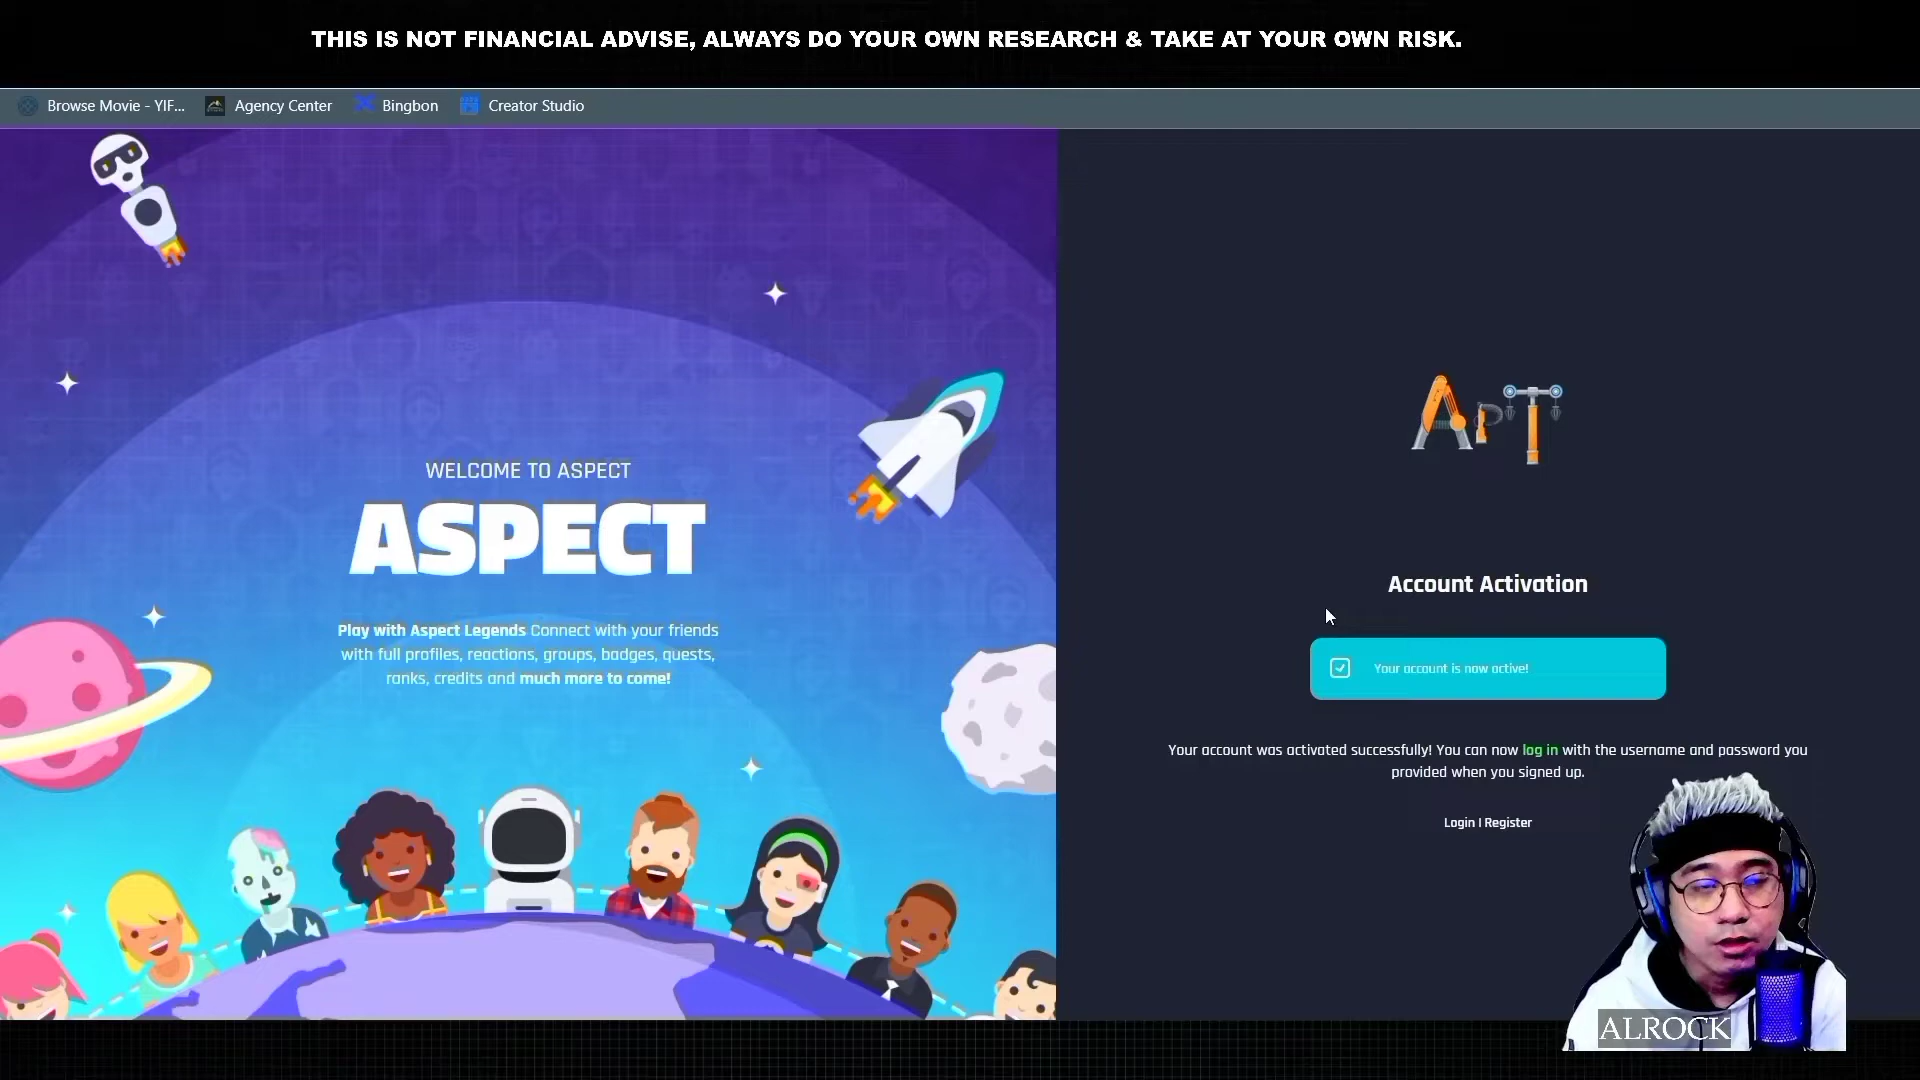 THIS IS NOT FINANCIAL ADVISE, ALWAYS DO YOUR OWN RESEARCH & TAKE AT YOUR OWN RISK.
Browse Movie - YIF... Agency Center Bingbon Creator Studio
WELCOME TO ASPECT
ASPECT
Play with Aspect Legends Connect with your friends
with full profiles, reactions, groups, badges, quests,
ranks, credits and much more to come!
APT
Account Activation
Your account is now active!
Your account was activated successfully! You can now log in with the username and password you
provided when you signed up.
Login | Register
ALROCK